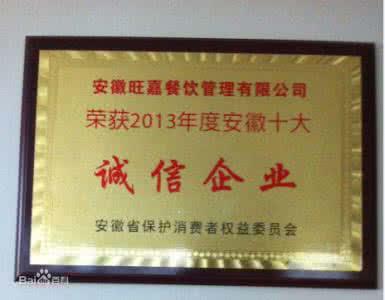 安徽旺嘉餐饮管理有限公司
荣获2013年度安徽十大
诚信企业
安徽省保护消费者权益委员会
Bai百科